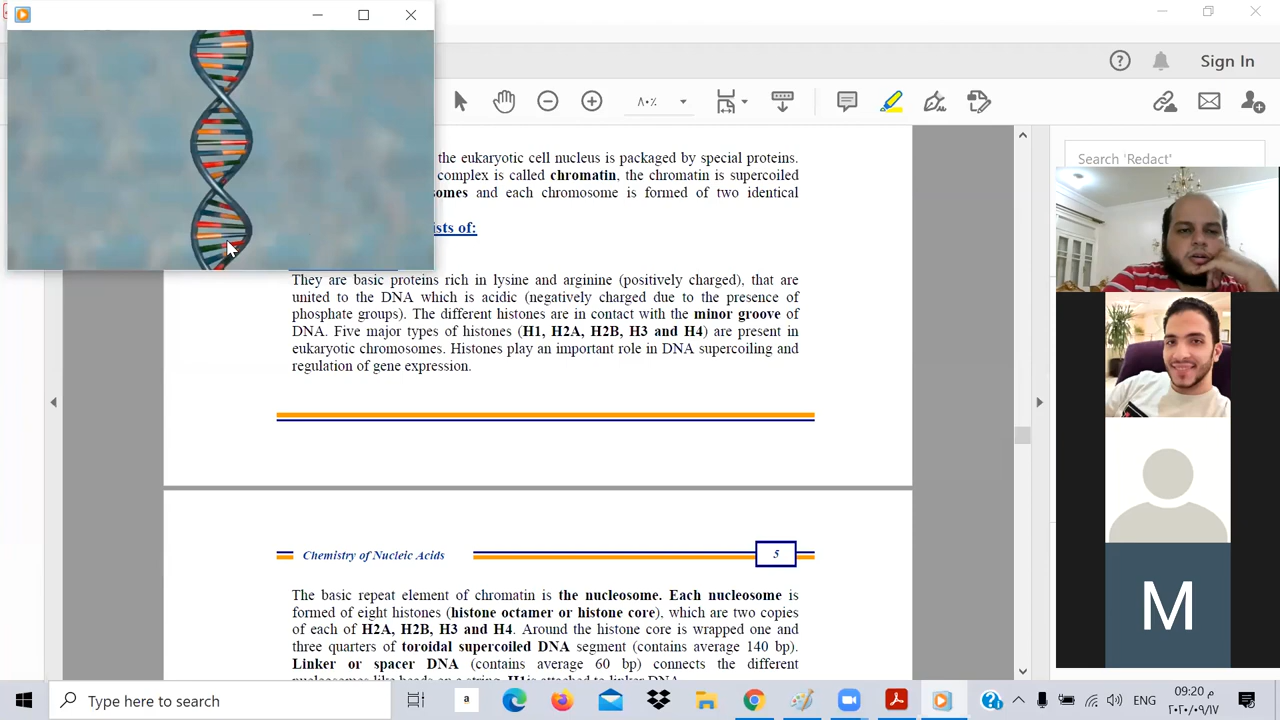 Sign In
٨٠٪
Search 'Redact'
the eukaryotic cell nucleus is packaged by special proteins.
complex is called chromatin, the chromatin is supercoiled
omes and each chromosome is formed of two identical
ists of:
They are basic proteins rich in lysine and arginine (positively charged), that are
united to the DNA which is acidic (negatively charged due to the presence of
phosphate groups). The different histones are in contact with the minor groove of
DNA. Five major types of histones (H1, H2A, H2B, H3 and H4) are present in
eukaryotic chromosomes. Histones play an important role in DNA supercoiling and
regulation of gene expression.
Chemistry of Nucleic Acids
5
The basic repeat element of chromatin is the nucleosome. Each nucleosome is
formed of eight histones (histone octamer or histone core), which are two copies
of each of H2A, H2B, H3 and H4. Around the histone core is wrapped one and
three quarters of toroidal supercoiled DNA segment (contains average 140 bp).
Linker or spacer DNA (contains average 60 bp) connects the different
M
Type here to search
a
ENG
09:20 م
٢٠٢٠/٠٩/١٧